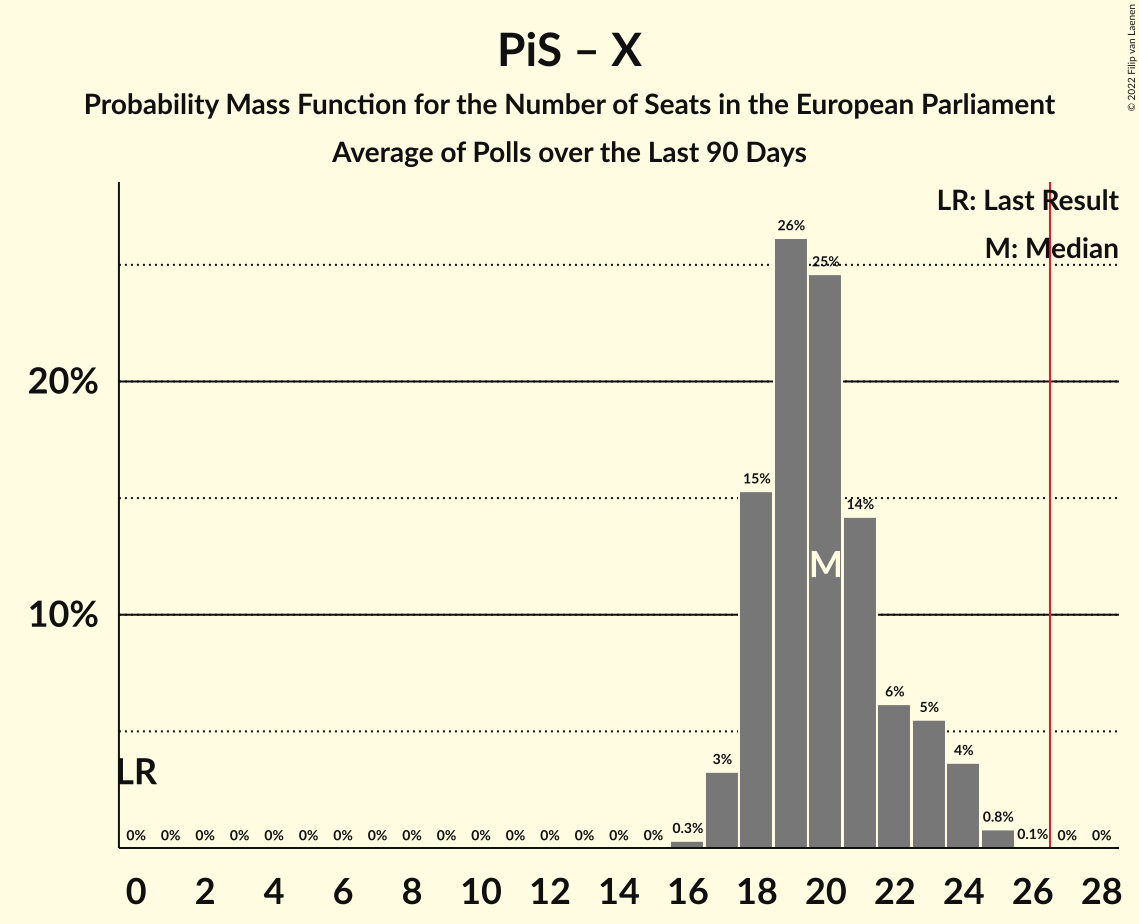 PiS – X
Probability Mass Function for the Number of Seats in the European Parliament
Average of Polls over the Last 90 Days
© 2022 Filip van Laenen
LR: Last Result
M: Median
26%
25%
20%
15%
14%
M
10%
6%
5%
4%
3%
LR
0% 0% 0% 0% 0% 0% 0% 0% 0% 0% 0% 0% 0% 0% 0% 0% 0.3% 0.8% 0.1% 0% 0%
0 2 4 6 8 10 12 14 16 18 20 22 24 26 28